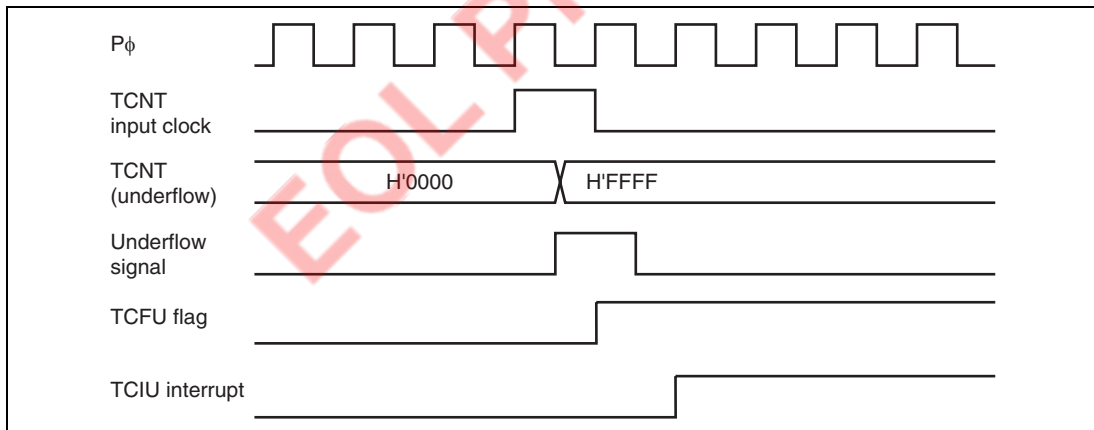 Pϕ
TCNT
input clock
TCNT
(underflow)
H'0000
H'FFFF
Underflow
signal
TCFU flag
TCIU interrupt
EOL P